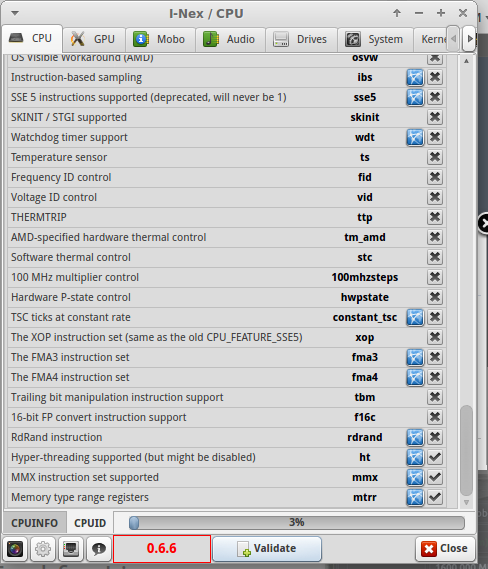 I-Nex / CPU
CPU GPU Mobo Audio Drives System Kerne
OS Visible Workaround (AMD) osvw
Instruction-based sampling ibs
SSE 5 instructions supported (deprecated, will never be 1) sse5
SKINIT / STGI supported skinit
Watchdog timer support wdt
Temperature sensor ts
Frequency ID control fid
Voltage ID control vid
THERMTRIP ttp
AMD-specified hardware thermal control tm_amd
Software thermal control stc
100 MHz multiplier control 100mhzsteps
Hardware P-state control hwpstate
TSC ticks at constant rate constant_tsc
The XOP instruction set (same as the old CPU_FEATURE_SSE5) xop
The FMA3 instruction set fma3
The FMA4 instruction set fma4
Trailing bit manipulation instruction support tbm
16-bit FP convert instruction support f16c
RdRand instruction rdrand
Hyper-threading supported (but might be disabled) ht
MMX instruction set supported mmx
Memory type range registers mtrr
CPUINFO CPUID 3%
0.6.6 Validate Close